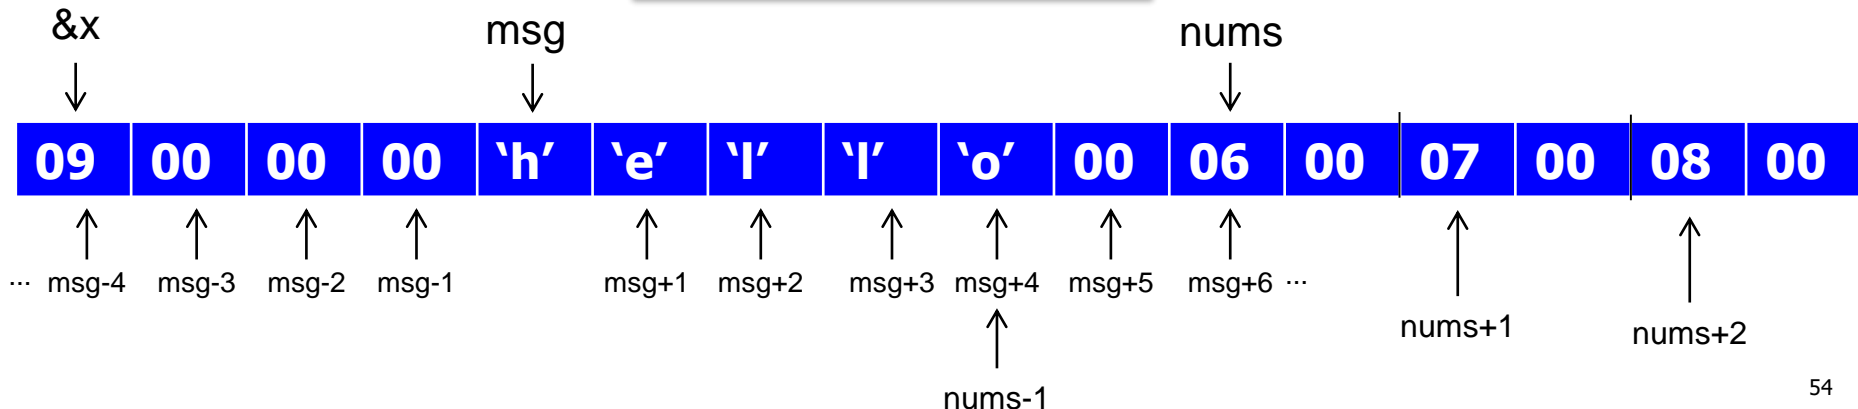 &x msg nums
09 00 00 00 ‘h’ ‘e’ ‘l’ ‘l’ ‘o’ 00 06 00 07 00 08 00
... msg-4 msg-3 msg-2 msg-1 msg+1 msg+2 msg+3 msg+4 msg+5 msg+6 ...
nums+1 nums+2
nums-1
54